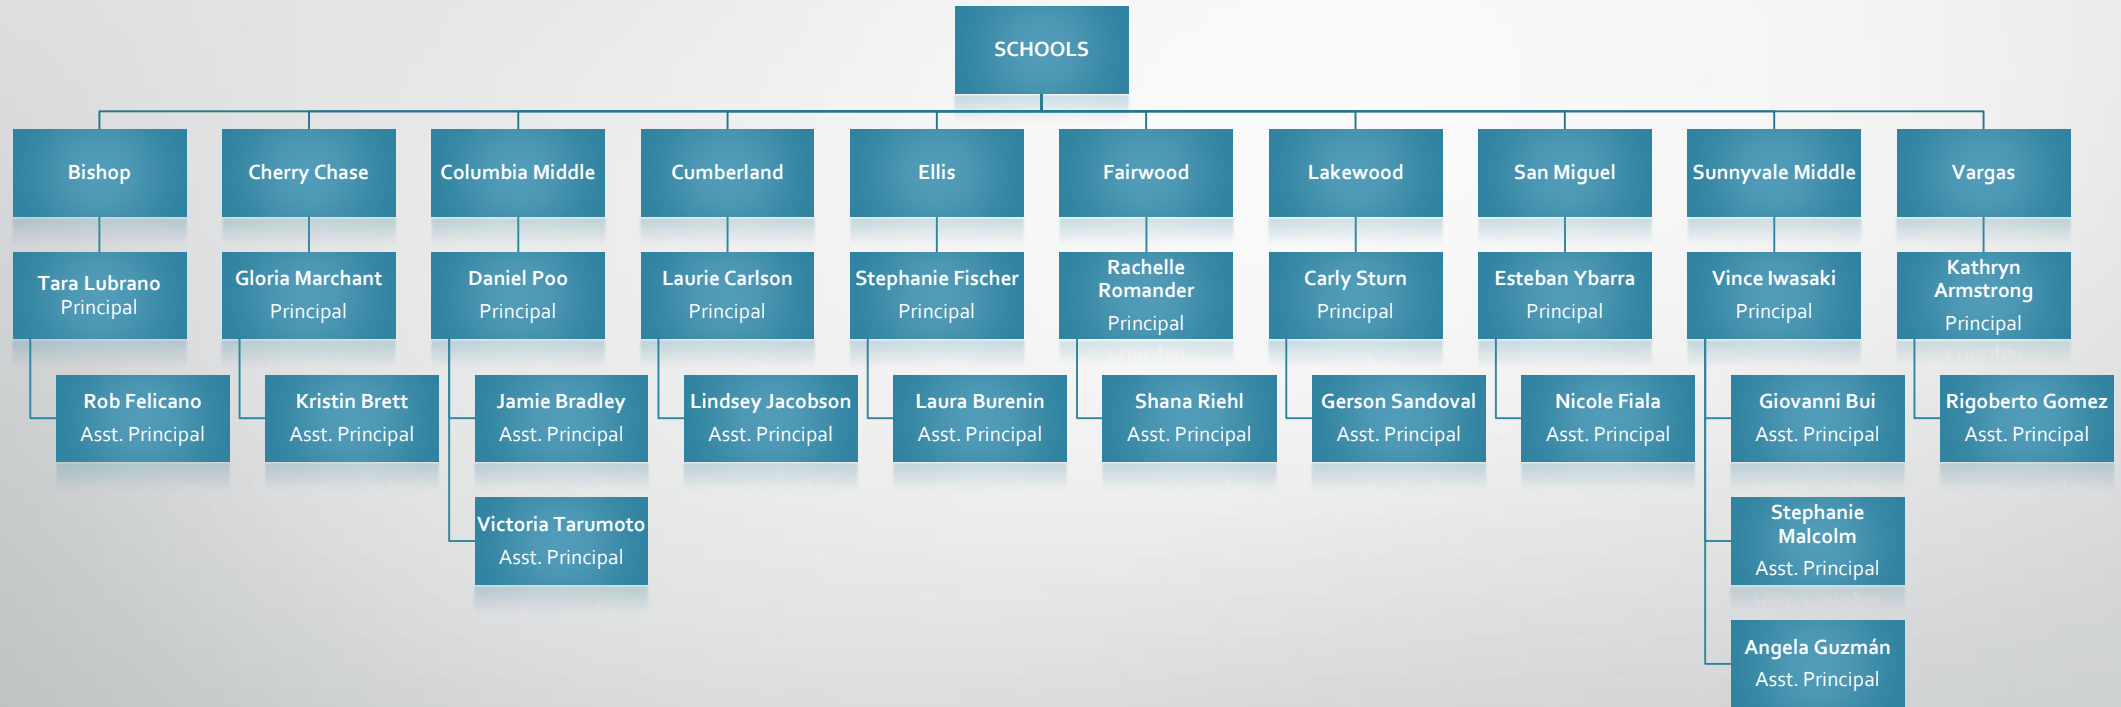 SCHOOLS
Bishop
Cherry Chase
Columbia Middle
Cumberland
Ellis
Fairwood
Lakewood
San Miguel
Sunnyvale Middle
Vargas
Tara Lubrano
Principal
Gloria Marchant
Principal
Daniel Poo
Principal
Laurie Carlson
Principal
Stephanie Fischer
Principal
Rachelle
Romander
Principal
Carly Sturn
Principal
Esteban Ybarra
Principal
Vince Iwasaki
Principal
Kathryn
Armstrong
Principal
Rob Felicano
Asst. Principal
Kristin Brett
Asst. Principal
Jamie Bradley
Asst. Principal
Lindsey Jacobson
Asst. Principal
Laura Burenin
Asst. Principal
Shana Riehl
Asst. Principal
Gerson Sandoval
Asst. Principal
Nicole Fiala
Asst. Principal
Giovanni Bui
Asst. Principal
Rigoberto Gomez
Asst. Principal
Victoria Tarumoto
Asst. Principal
Stephanie
Malcolm
Asst. Principal
Angela Guzmán
Asst. Principal